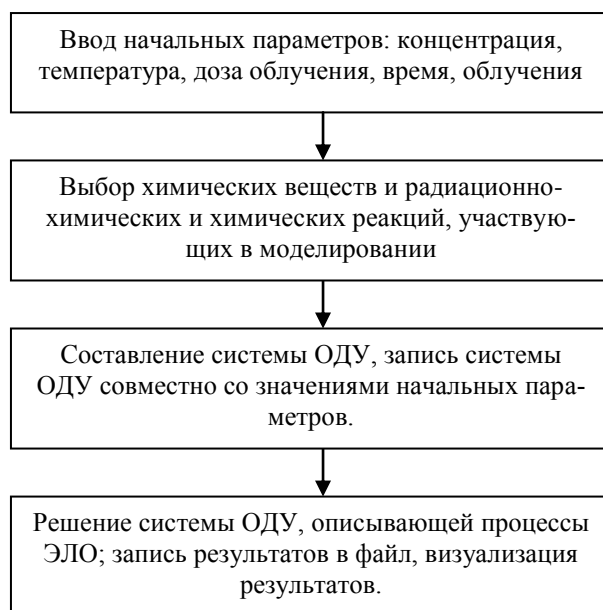 Ввод начальных параметров: концентрация,
температура, доза облучения, время, облучения
Выбор химических веществ и радиационно-
химических и химических реакций, участвую-
щих в моделировании
Составление системы ОДУ, запись системы
ОДУ совместно со значениями начальных пара-
метров.
Решение системы ОДУ, описывающей процессы
ЭЛО; запись результатов в файл, визуализация
результатов.